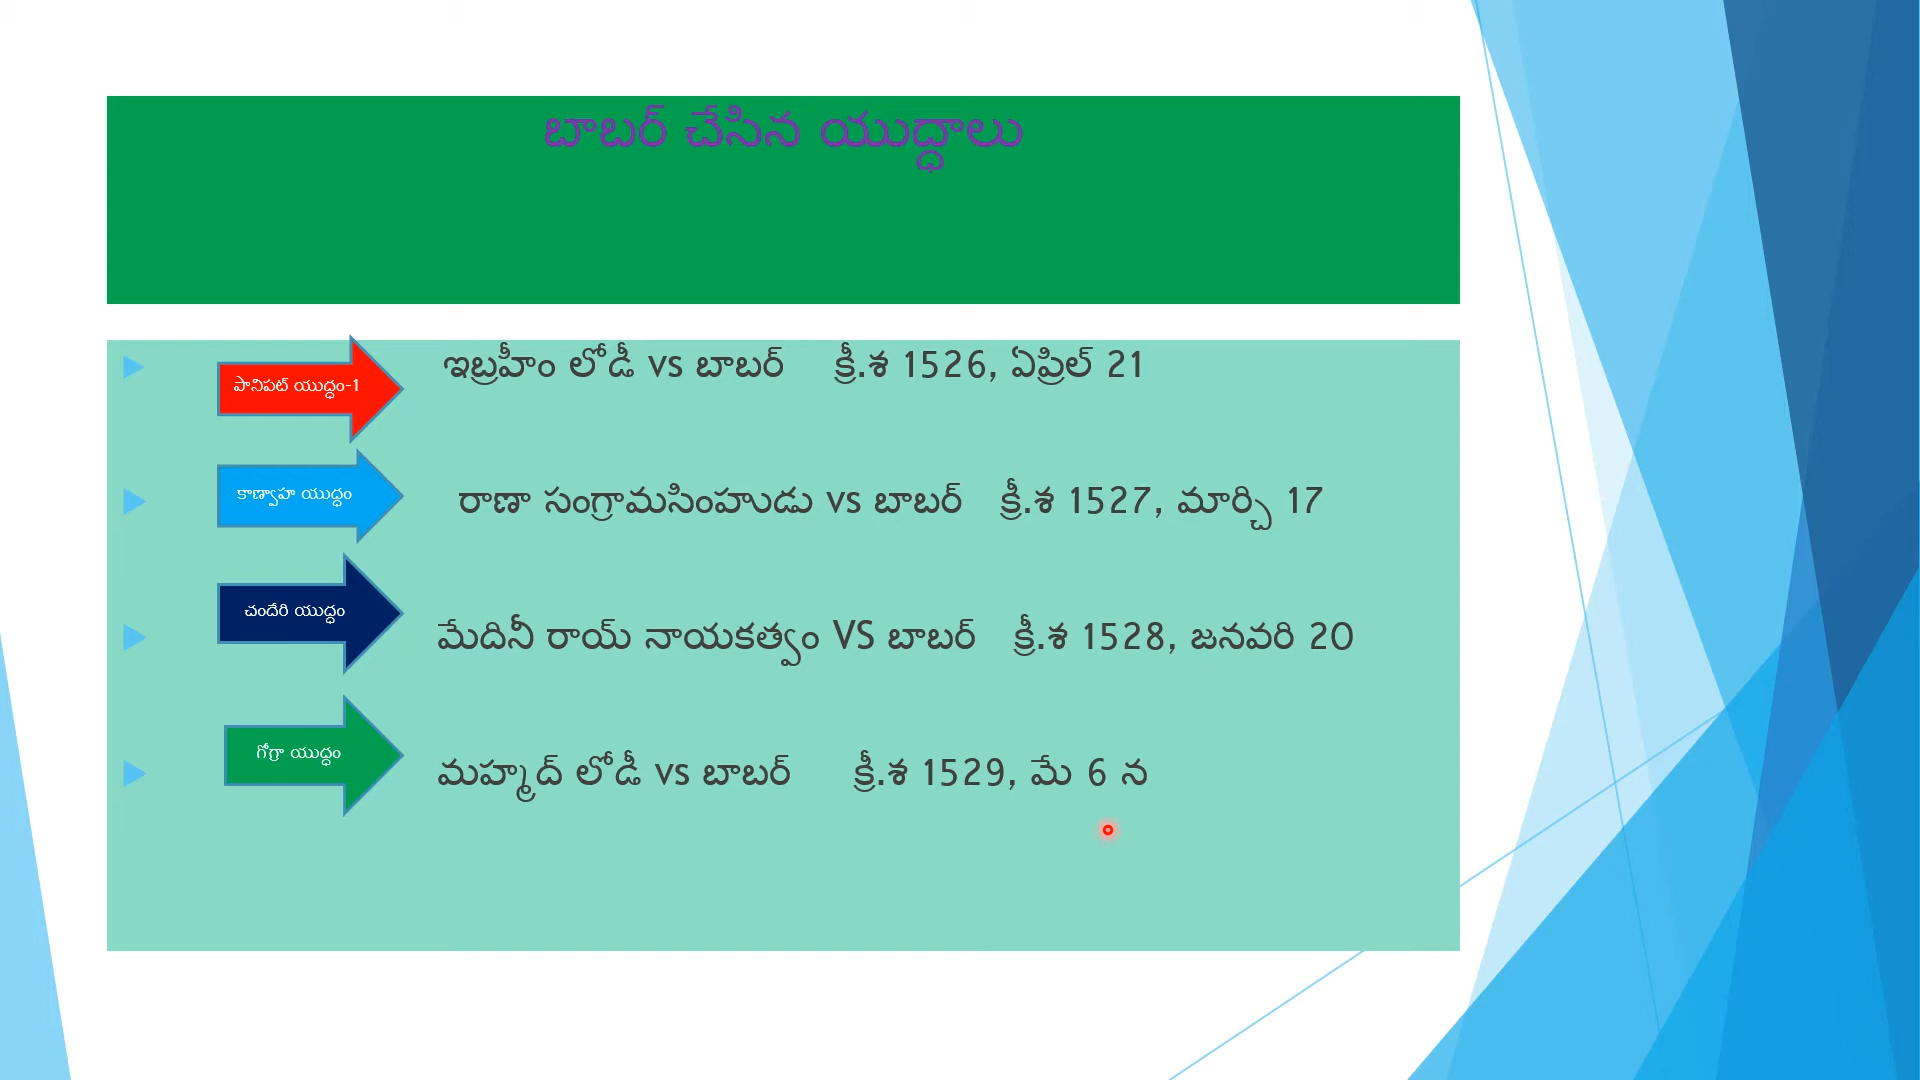 బాబర్ చేసిన యుద్ధాలు
పానిపట్ యుద్ధం-1
ఇబ్రహీం లోడీ vs బాబర్ క్రీ.శ 1526, ఏప్రిల్ 21
కాణ్వాహ యుద్ధం
రాణా సంగ్రామసింహుడు vs బాబర్ క్రీ.శ 1527, మార్చి 17
చందేరి యుద్ధం
మేదినీ రాయ్ నాయకత్వం VS బాబర్ క్రీ.శ 1528, జనవరి 20
గోగ్రా యుద్ధం
మహ్మద్ లోడీ vs బాబర్ క్రీ.శ 1529, మే 6 న